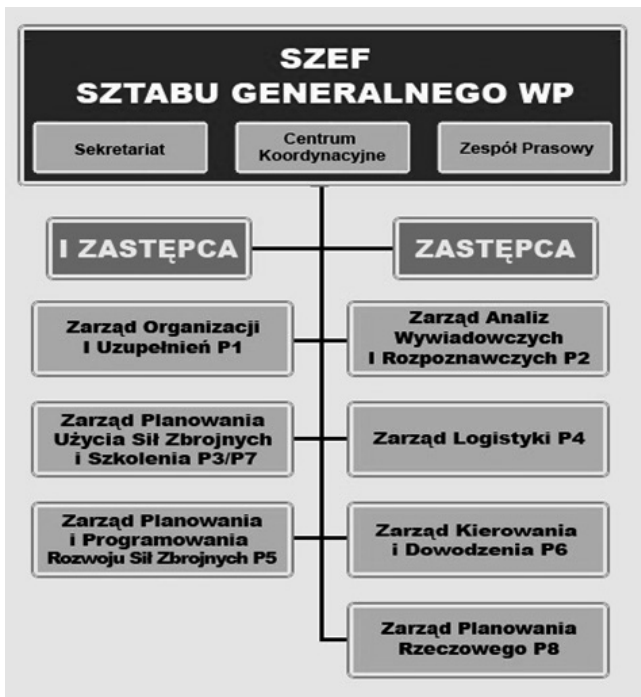 SZEF
SZTABU GENERALNEGO WP
Sekretariat
Centrum
Koordynacyjne
Zespół Prasowy
I ZASTĘPCA
ZASTĘPCA
Zarząd Organizacji
I Uzupełnień P1
Zarząd Analiz
Wywiadowczych
I Rozpoznawczych P2
Zarząd Planowania
Użycia Sił Zbrojnych
i Szkolenia P3/P7
Zarząd Logistyki P4
Zarząd Planowania
i Programowania
Rozwoju Sił Zbrojnych P5
Zarząd Kierowania
i Dowodzenia P6
Zarząd Planowania
Rzeczowego P8